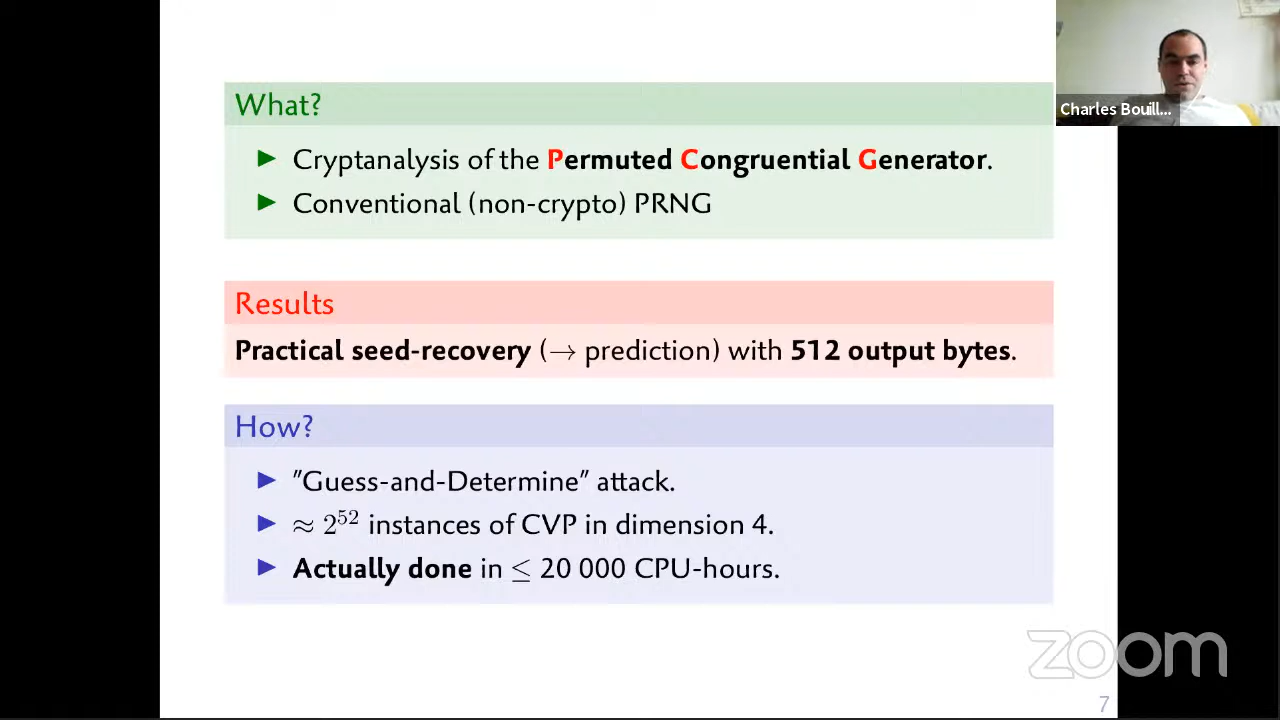 What?
Charles Bouill...
▶ Cryptanalysis of the Permuted Congruential Generator.
▶ Conventional (non-crypto) PRNG
Results
Practical seed-recovery (→ prediction) with 512 output bytes.
How?
▶ "Guess-and-Determine" attack.
▶ ≈ 2⁵² instances of CVP in dimension 4.
▶ Actually done in ≤ 20 000 CPU-hours.
zoom
7